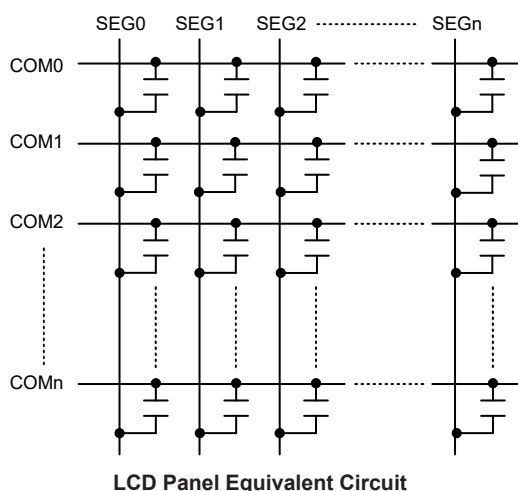 SEG0 SEG1 SEG2 SEGn
COM0
COM1
COM2
COMn
LCD Panel Equivalent Circuit